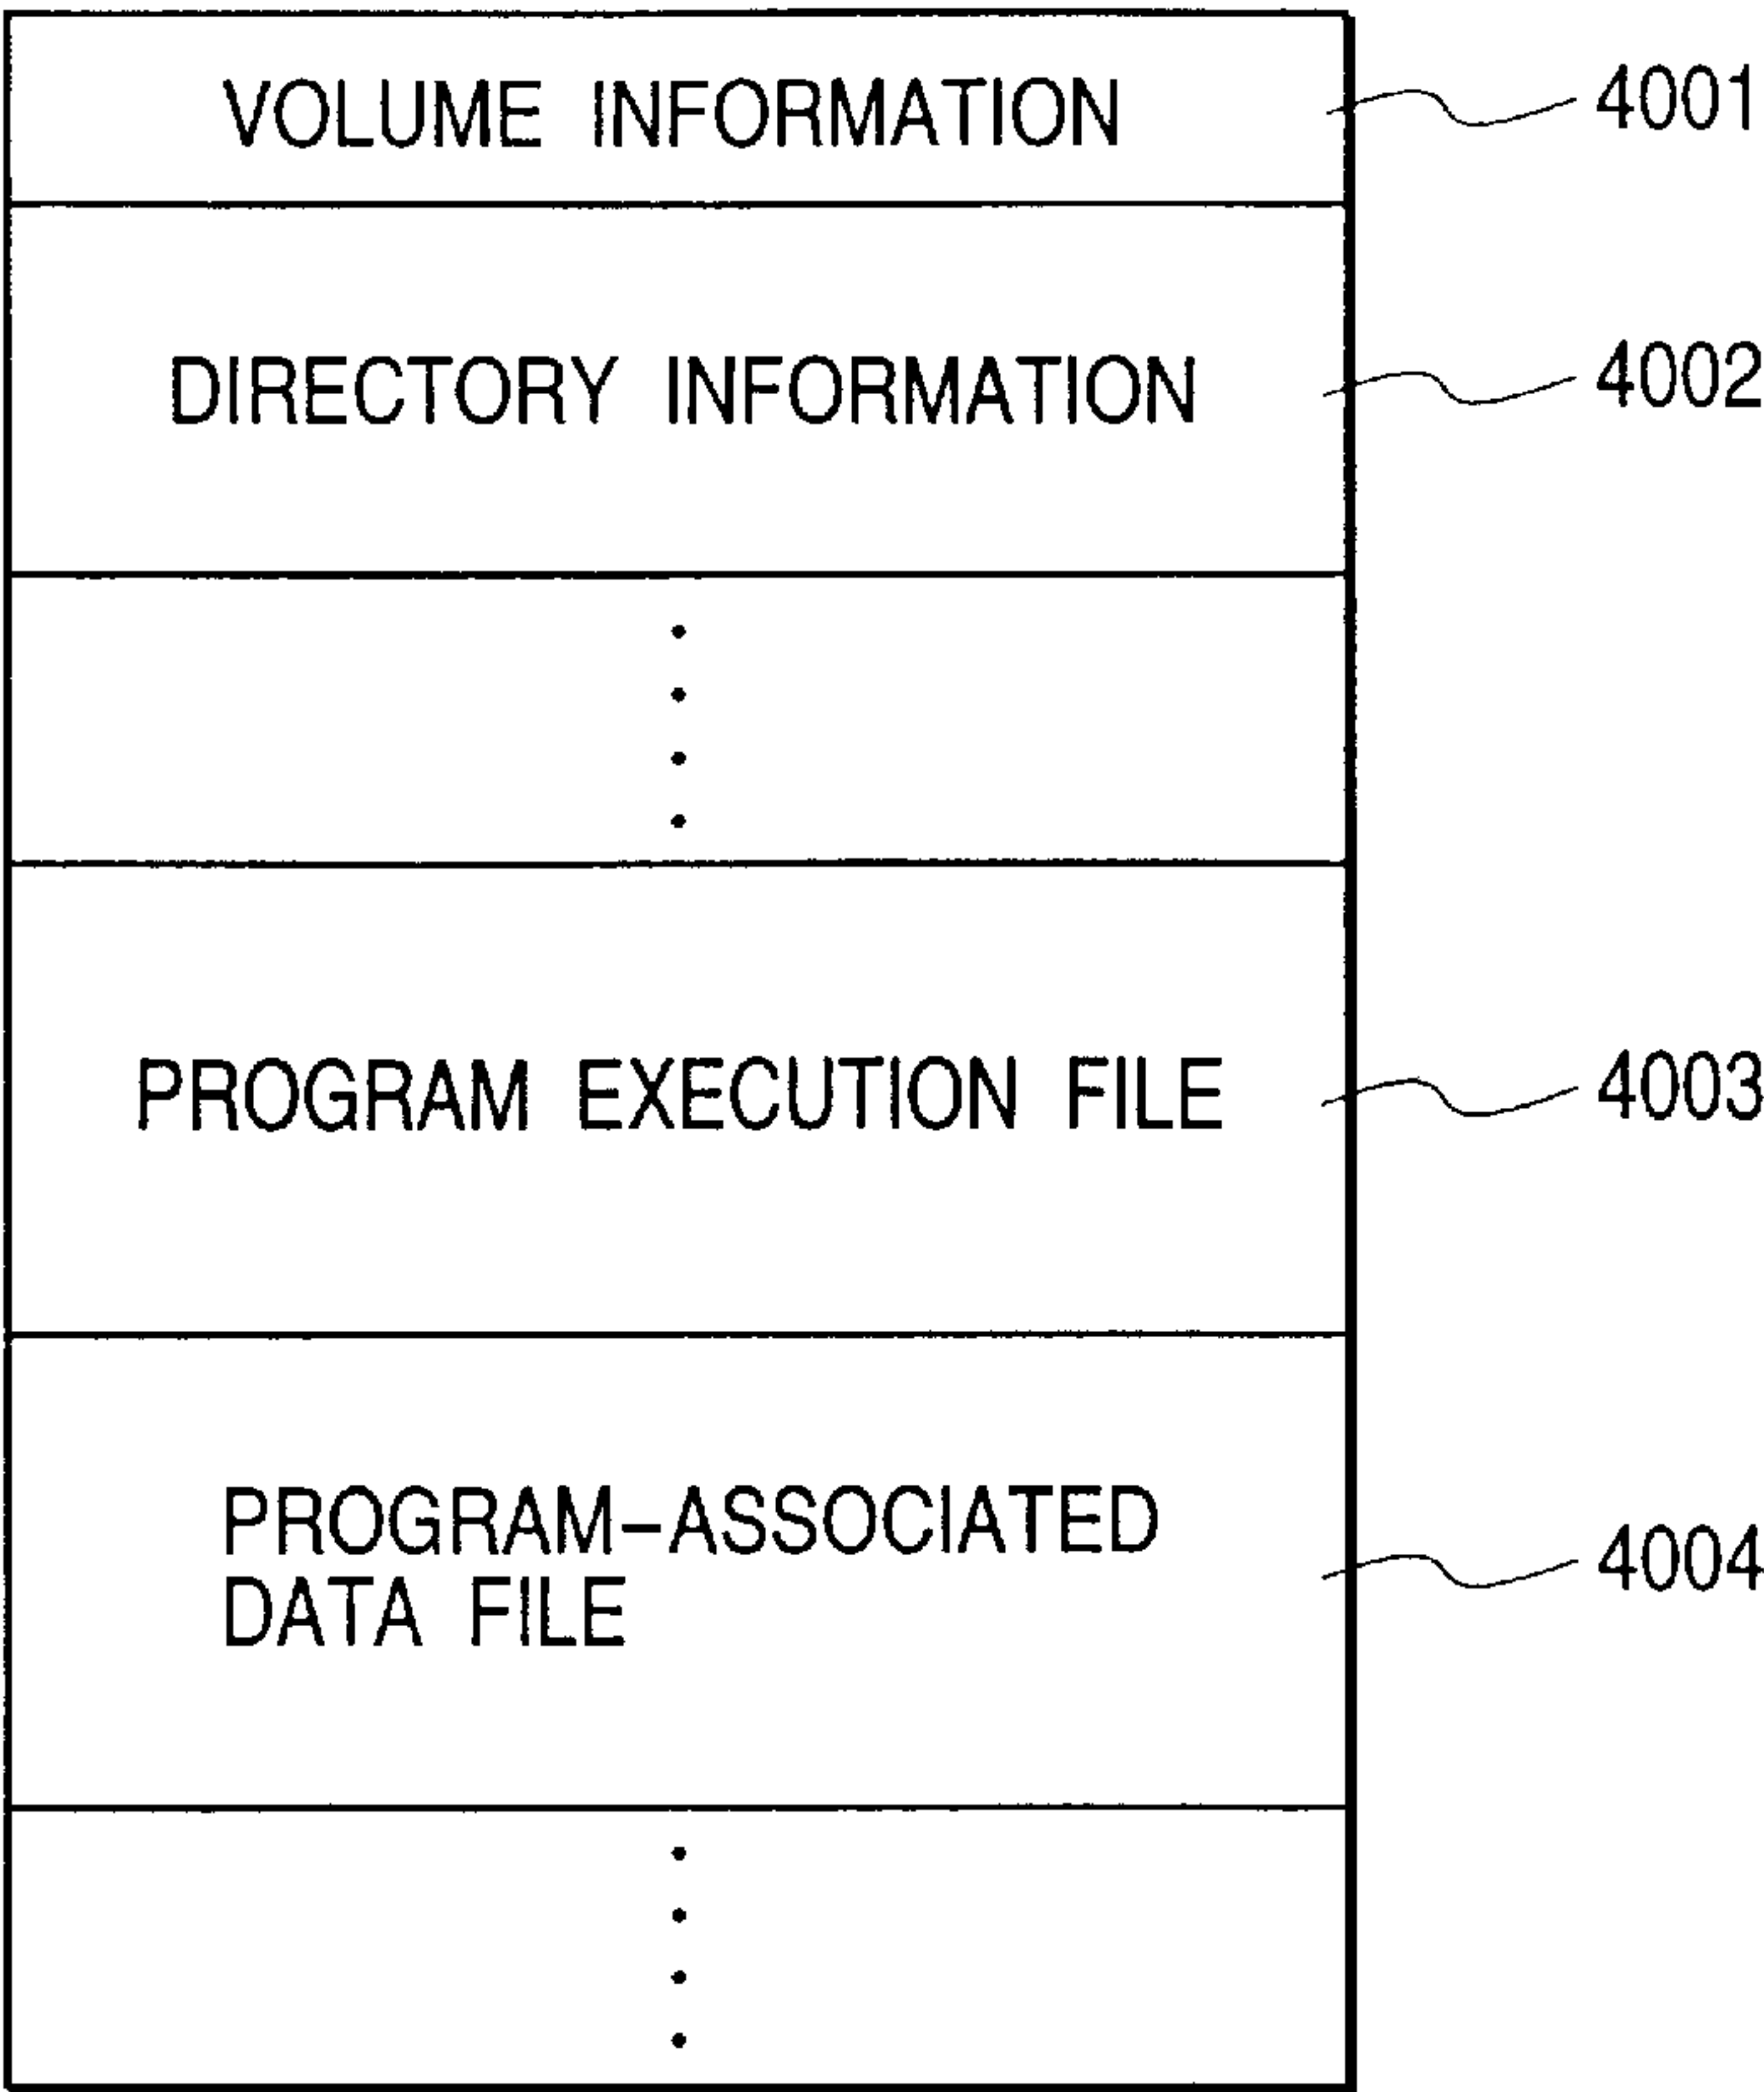 VOLUME INFORMATION 4001
DIRECTORY INFORMATION 4002
PROGRAM EXECUTION FILE 4003
PROGRAM-ASSOCIATED
DATA FILE
4004